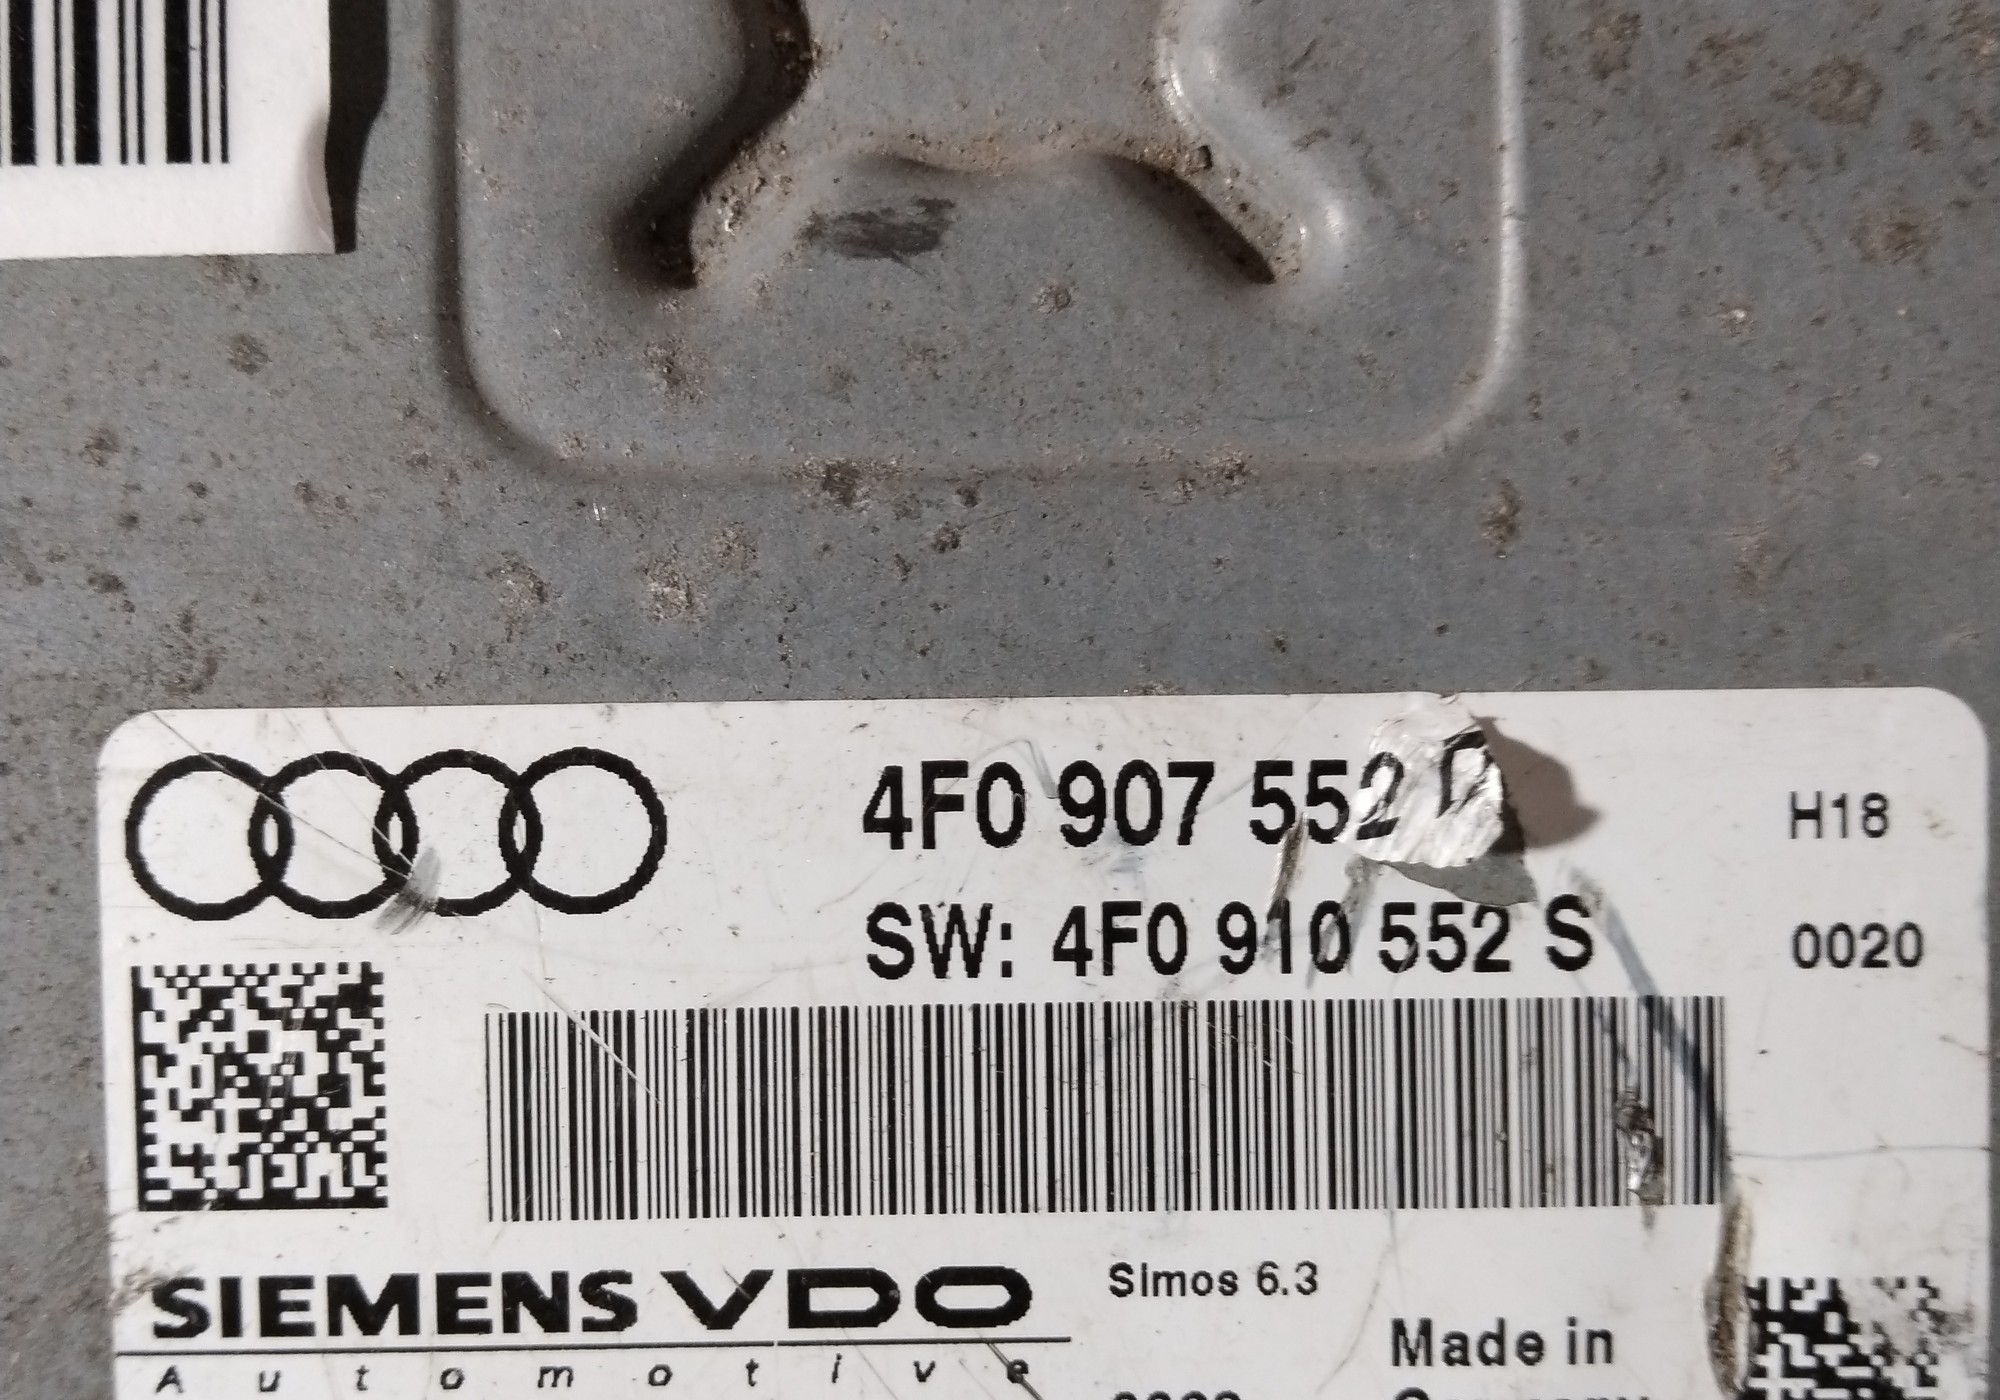 4F0 907 552 D
H18
SW: 4F0 910 552 S
0020
SIEMENS VDO
Automotive
Simos 6.3
Made in